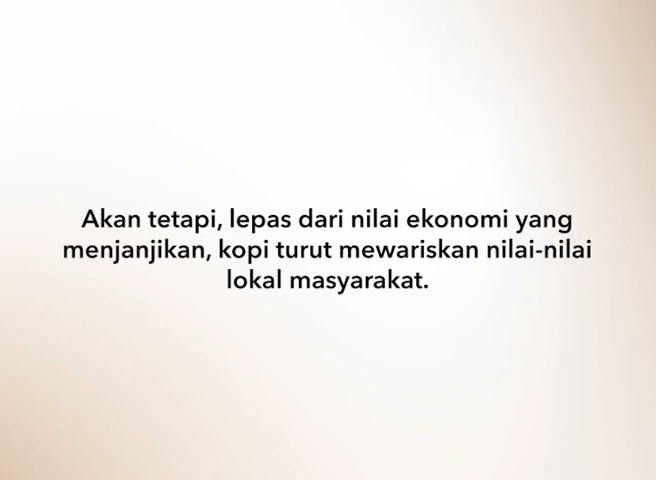 Akan tetapi, lepas dari nilai ekonomi yang
menjanjikan, kopi turut mewariskan nilai-nilai
lokal masyarakat.